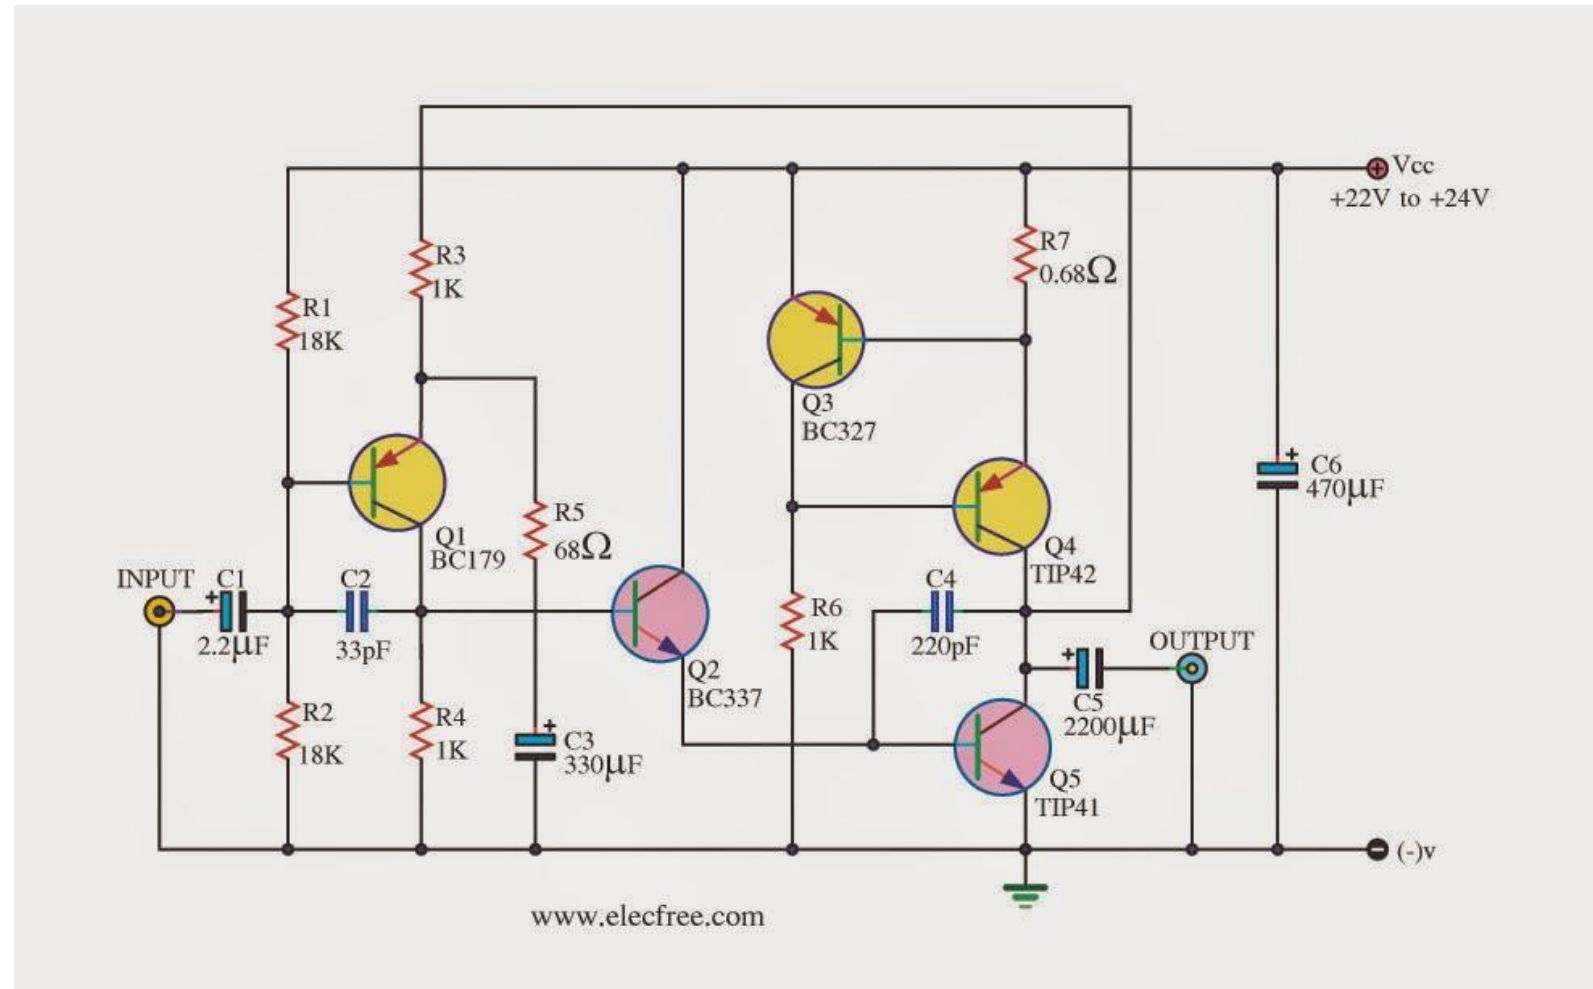 Vcc
+22V to +24V
R3
1K
R7
0.68Ω
R1
18K
Q3
BC327
+
C6
470µF
Q1
BC179
R5
68Ω
Q4
TIP42
INPUT
+
C1
2.2µF
C2
33pF
C4
220pF
R6
1K
OUTPUT
+
C5
2200µF
Q2
BC337
R2
18K
R4
1K
+
C3
330µF
Q5
TIP41
(-)v
www.elecfree.com